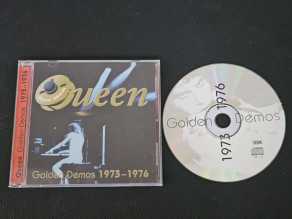 Queen Golden Demos 1973-1976
Queen
Golden Demos 1973-1976
Golden Demos
1973 1976